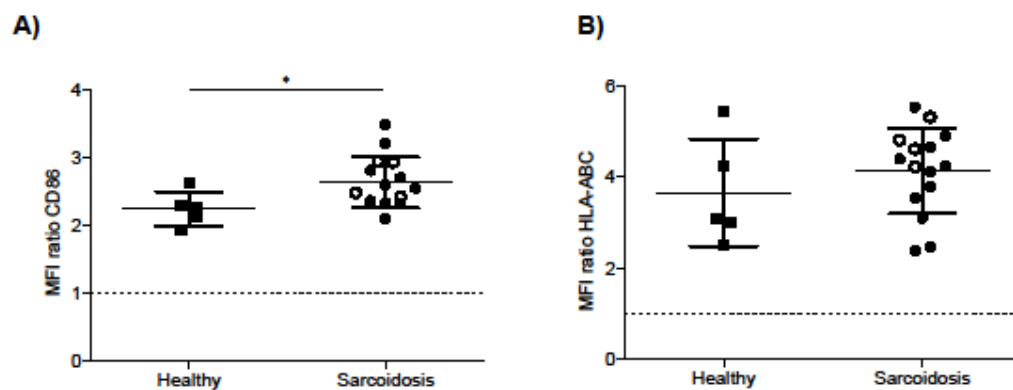 A)
*
4
3
2
1
0
MFI ratio CD86
Healthy
Sarcoidosis
B)
6
4
2
0
MFI ratio HLA-ABC
Healthy
Sarcoidosis